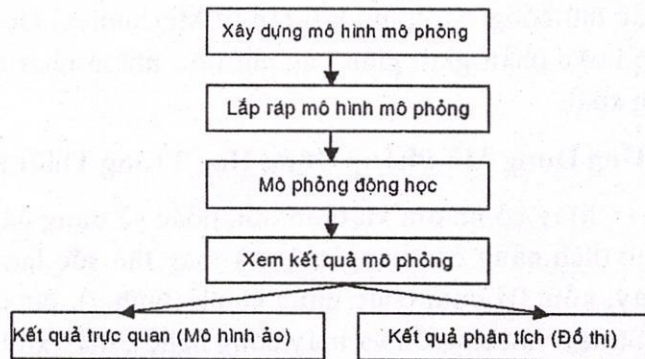 Xây dựng mô hình mô phỏng
Lắp ráp mô hình mô phỏng
Mô phỏng động học
Xem kết quả mô phỏng
Kết quả trực quan (Mô hình ảo)
Kết quả phân tích (Đồ thị)